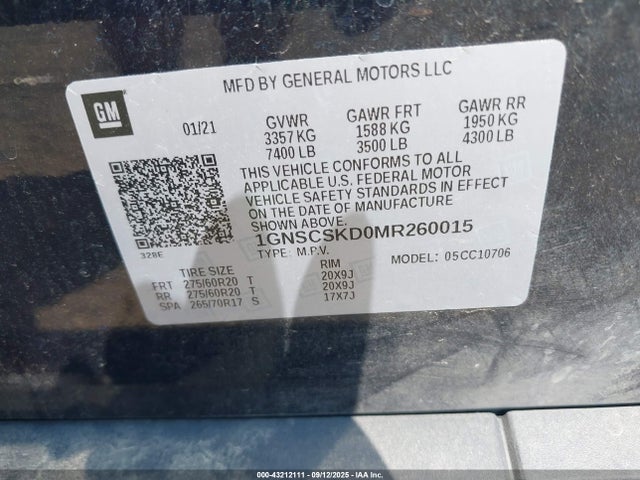 MFD BY GENERAL MOTORS LLC
GM
01/21
GVWR
3357 KG
7400 LB
GAWR FRT
1588 KG
3500 LB
GAWR RR
1950 KG
4300 LB
THIS VEHICLE CONFORMS TO ALL
APPLICABLE U.S. FEDERAL MOTOR
VEHICLE SAFETY STANDARDS IN EFFECT
ON THE DATE OF MANUFACTURE
SHOWN ABOVE.
1GNSCSKD0MR260015
TYPE: M.P.V.
MODEL: 05CC10706
328E
TIRE SIZE
RIM
FRT 275/60R20 T 20X9J
RR 275/60R20 T 20X9J
SPA 265/70R17 S 17X7J
000-43212111 - 09/12/2025 - IAA Inc.